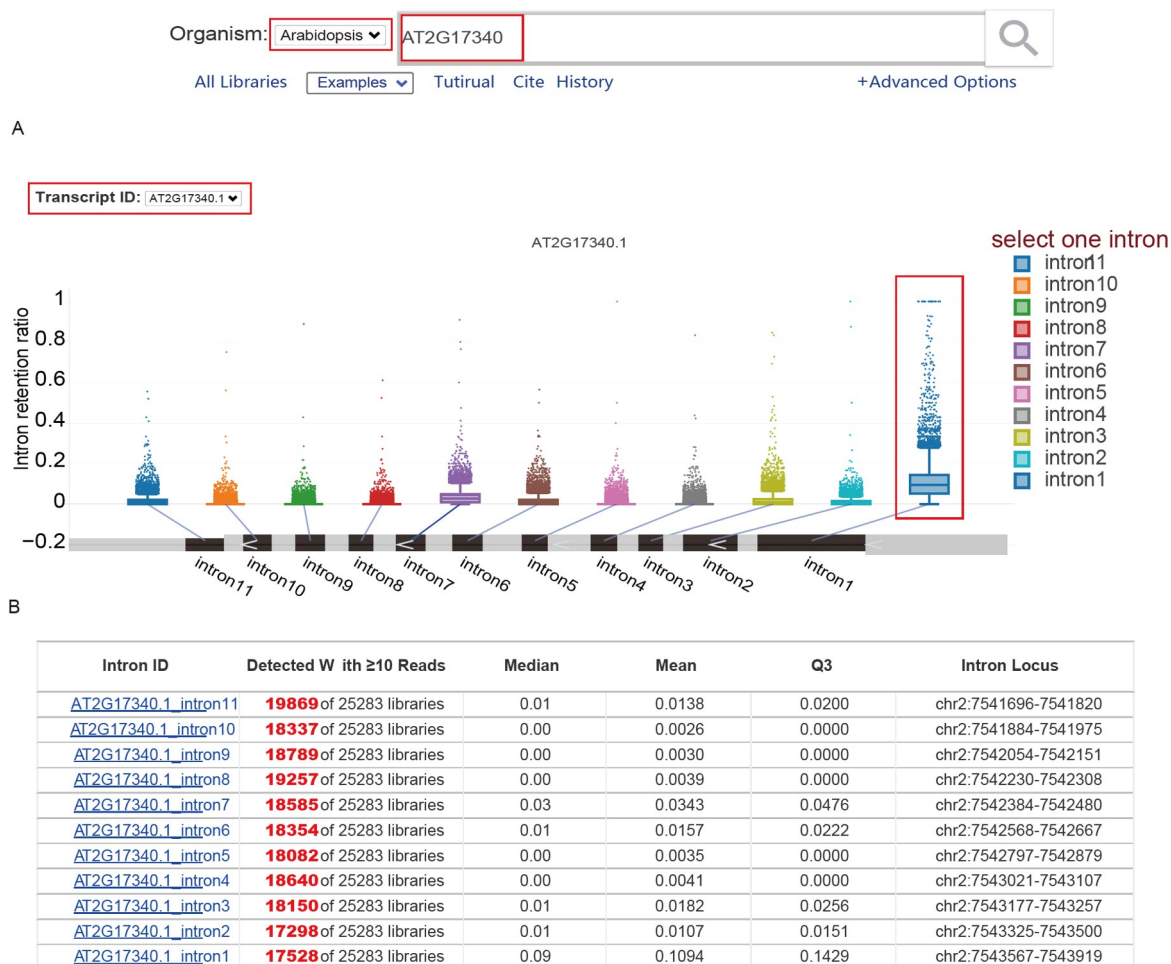 Organism: Arabidopsis AT2G17340
All Libraries Examples Tutirual Cite History +Advanced Options
A
Transcript ID: AT2G17340.1
AT2G17340.1
select one intron
intron11
intron10
intron9
intron8
intron7
intron6
intron5
intron4
intron3
intron2
intron1
Intron retention ratio
1
0.8
0.6
0.4
0.2
0
−0.2
intron11 intron10 intron9 intron8 intron7 intron6 intron5 intron4 intron3 intron2 intron1
B
Intron ID Detected W ith ≥10 Reads Median Mean Q3 Intron Locus
AT2G17340.1_intron11 19869 of 25283 libraries 0.01 0.0138 0.0200 chr2:7541696-7541820
AT2G17340.1_intron10 18337 of 25283 libraries 0.00 0.0026 0.0000 chr2:7541884-7541975
AT2G17340.1_intron9 18789 of 25283 libraries 0.00 0.0030 0.0000 chr2:7542054-7542151
AT2G17340.1_intron8 19257 of 25283 libraries 0.00 0.0039 0.0000 chr2:7542230-7542308
AT2G17340.1_intron7 18585 of 25283 libraries 0.03 0.0343 0.0476 chr2:7542384-7542480
AT2G17340.1_intron6 18354 of 25283 libraries 0.01 0.0157 0.0222 chr2:7542568-7542667
AT2G17340.1_intron5 18082 of 25283 libraries 0.00 0.0035 0.0000 chr2:7542797-7542879
AT2G17340.1_intron4 18640 of 25283 libraries 0.00 0.0041 0.0000 chr2:7543021-7543107
AT2G17340.1_intron3 18150 of 25283 libraries 0.01 0.0182 0.0256 chr2:7543177-7543257
AT2G17340.1_intron2 17298 of 25283 libraries 0.01 0.0107 0.0151 chr2:7543325-7543500
AT2G17340.1_intron1 17528 of 25283 libraries 0.09 0.1094 0.1429 chr2:7543567-7543919